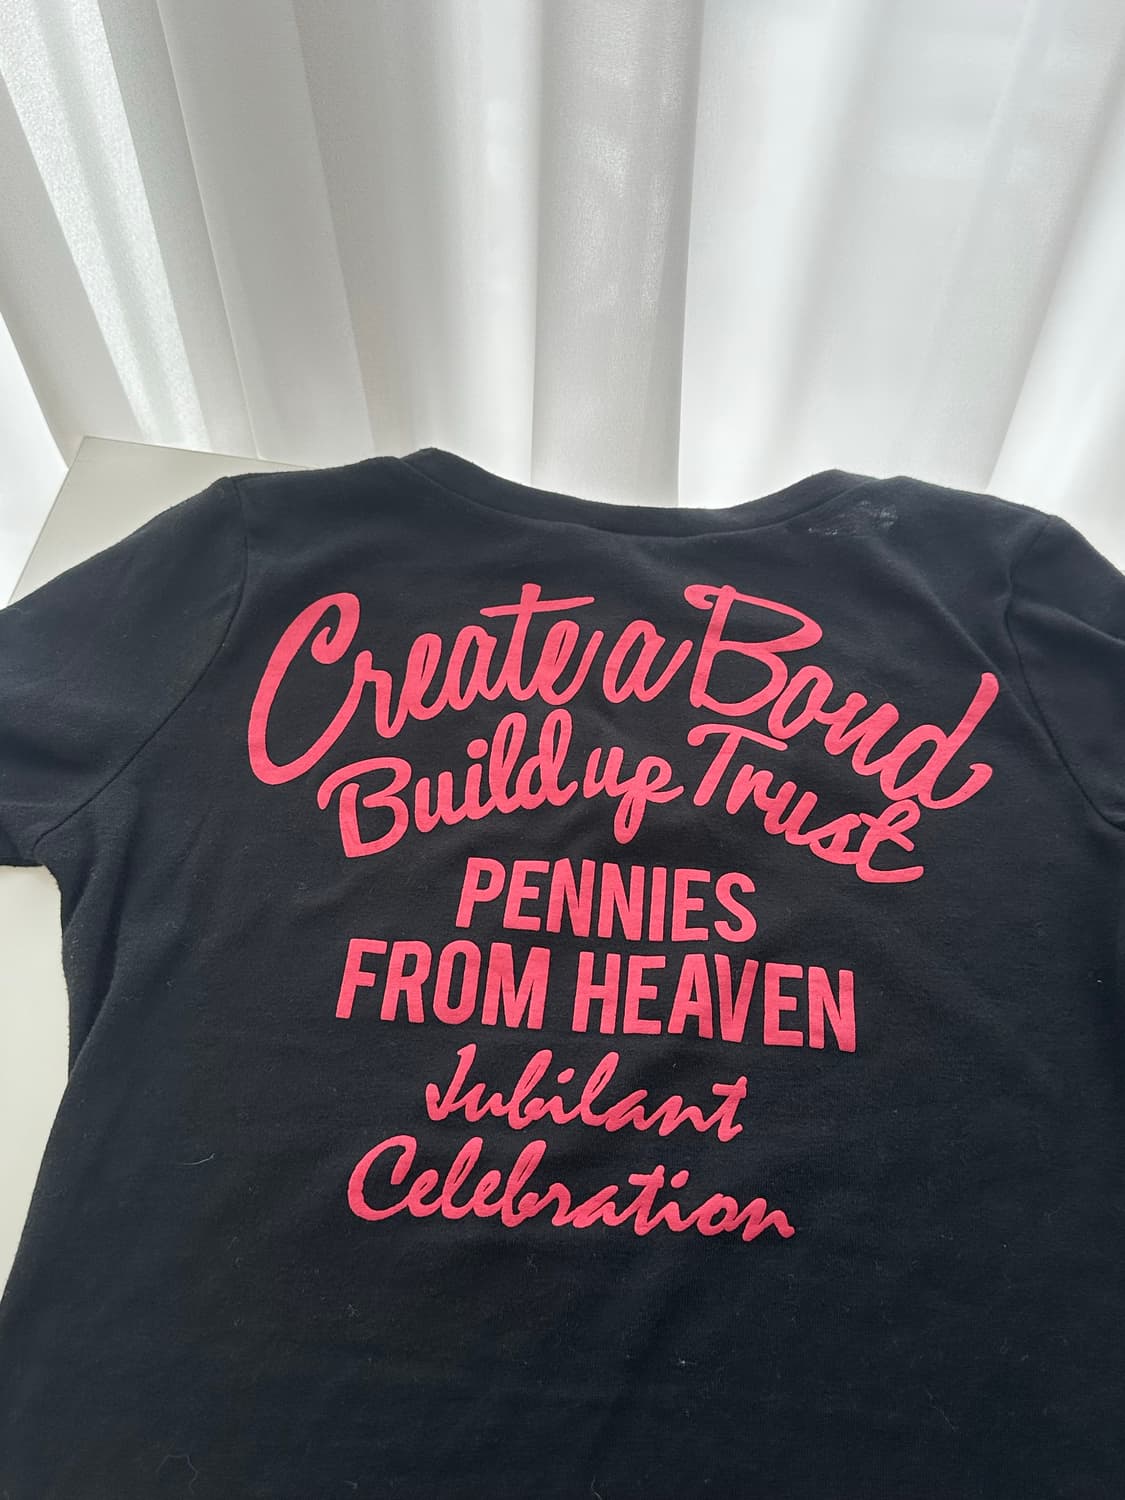 Create a Bond
Build up Trust
PENNIES
FROM HEAVEN
Jubilant
Celebration